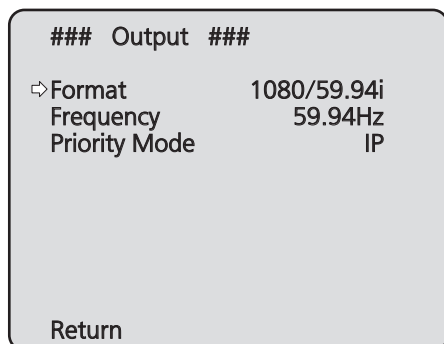 ### Output ###
⇨Format 1080/59.94i
Frequency 59.94Hz
Priority Mode IP
Return